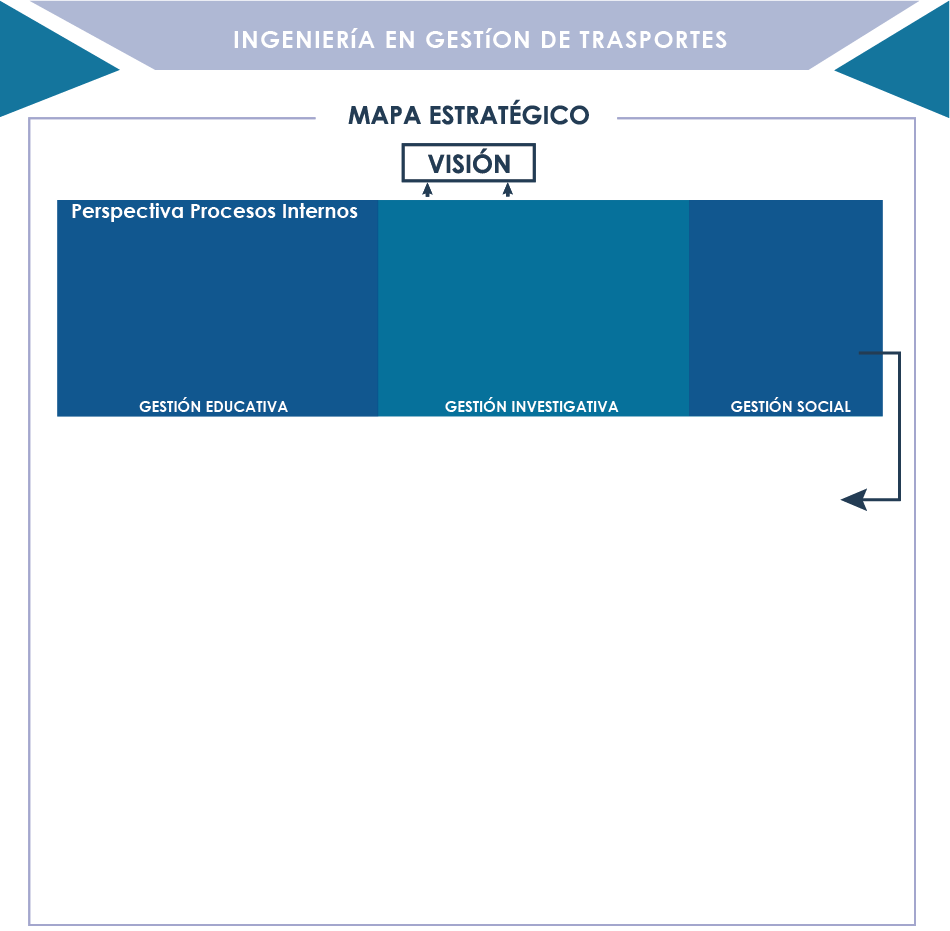 INGENIERíA EN GESTíON DE TRASPORTES
MAPA ESTRATÉGICO
VISIÓN
Perspectiva Procesos Internos
GESTIÓN EDUCATIVA
GESTIÓN INVESTIGATIVA
GESTIÓN SOCIAL